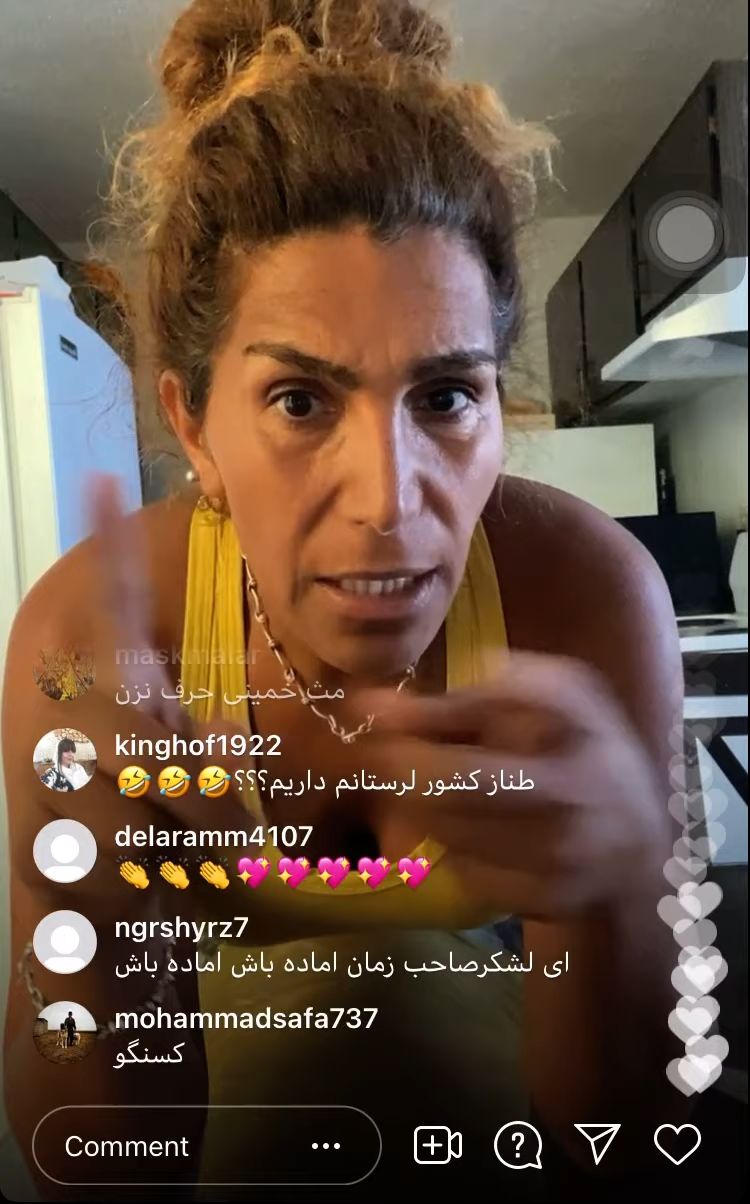 maskmalar
مث خمینی حرف نزن
kinghof1922
طناز کشور لرستانم داریم؟؟؟🤣🤣🤣
delaramm4107
👏👏👏💖💖💖💖💖
ngrshyrz7
ای لشکرصاحب زمان اماده باش اماده باش
mohammadsafa737
کسنگو
Comment